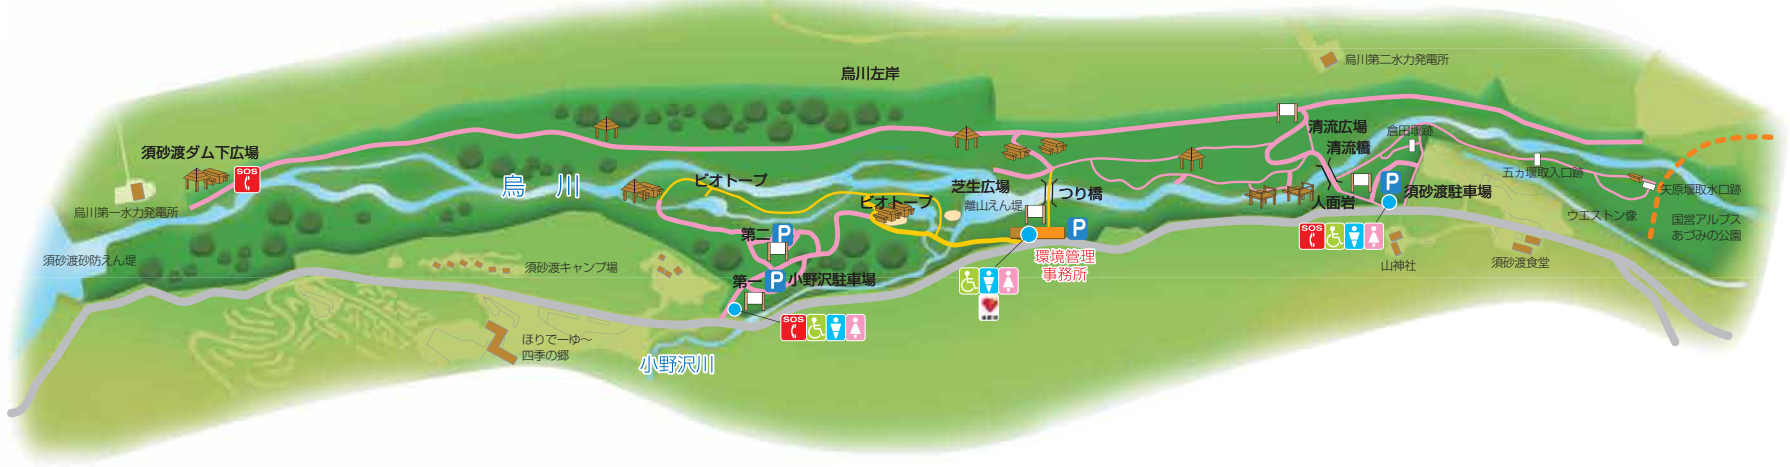 烏川左岸
烏川第二水力発電所
須砂渡ダム下広場
SOS
烏川第一水力発電所
須砂渡砂防えん堤
烏 川
ビオトープ
ビオトープ
芝生広場
離山えん堤
つり橋
清流広場
清流橋
倉田堰跡
人面岩
P
須砂渡駐車場
五ヵ堰取入口跡
矢原堰取水口跡
ウエストン像
国営アルプス
あづみの公園
SOS
山神社
須砂渡食堂
P
環境管理
事務所
第二 P
第一 P 小野沢駐車場
SOS
須砂渡キャンプ場
ほりでーゆ〜
四季の郷
小野沢川